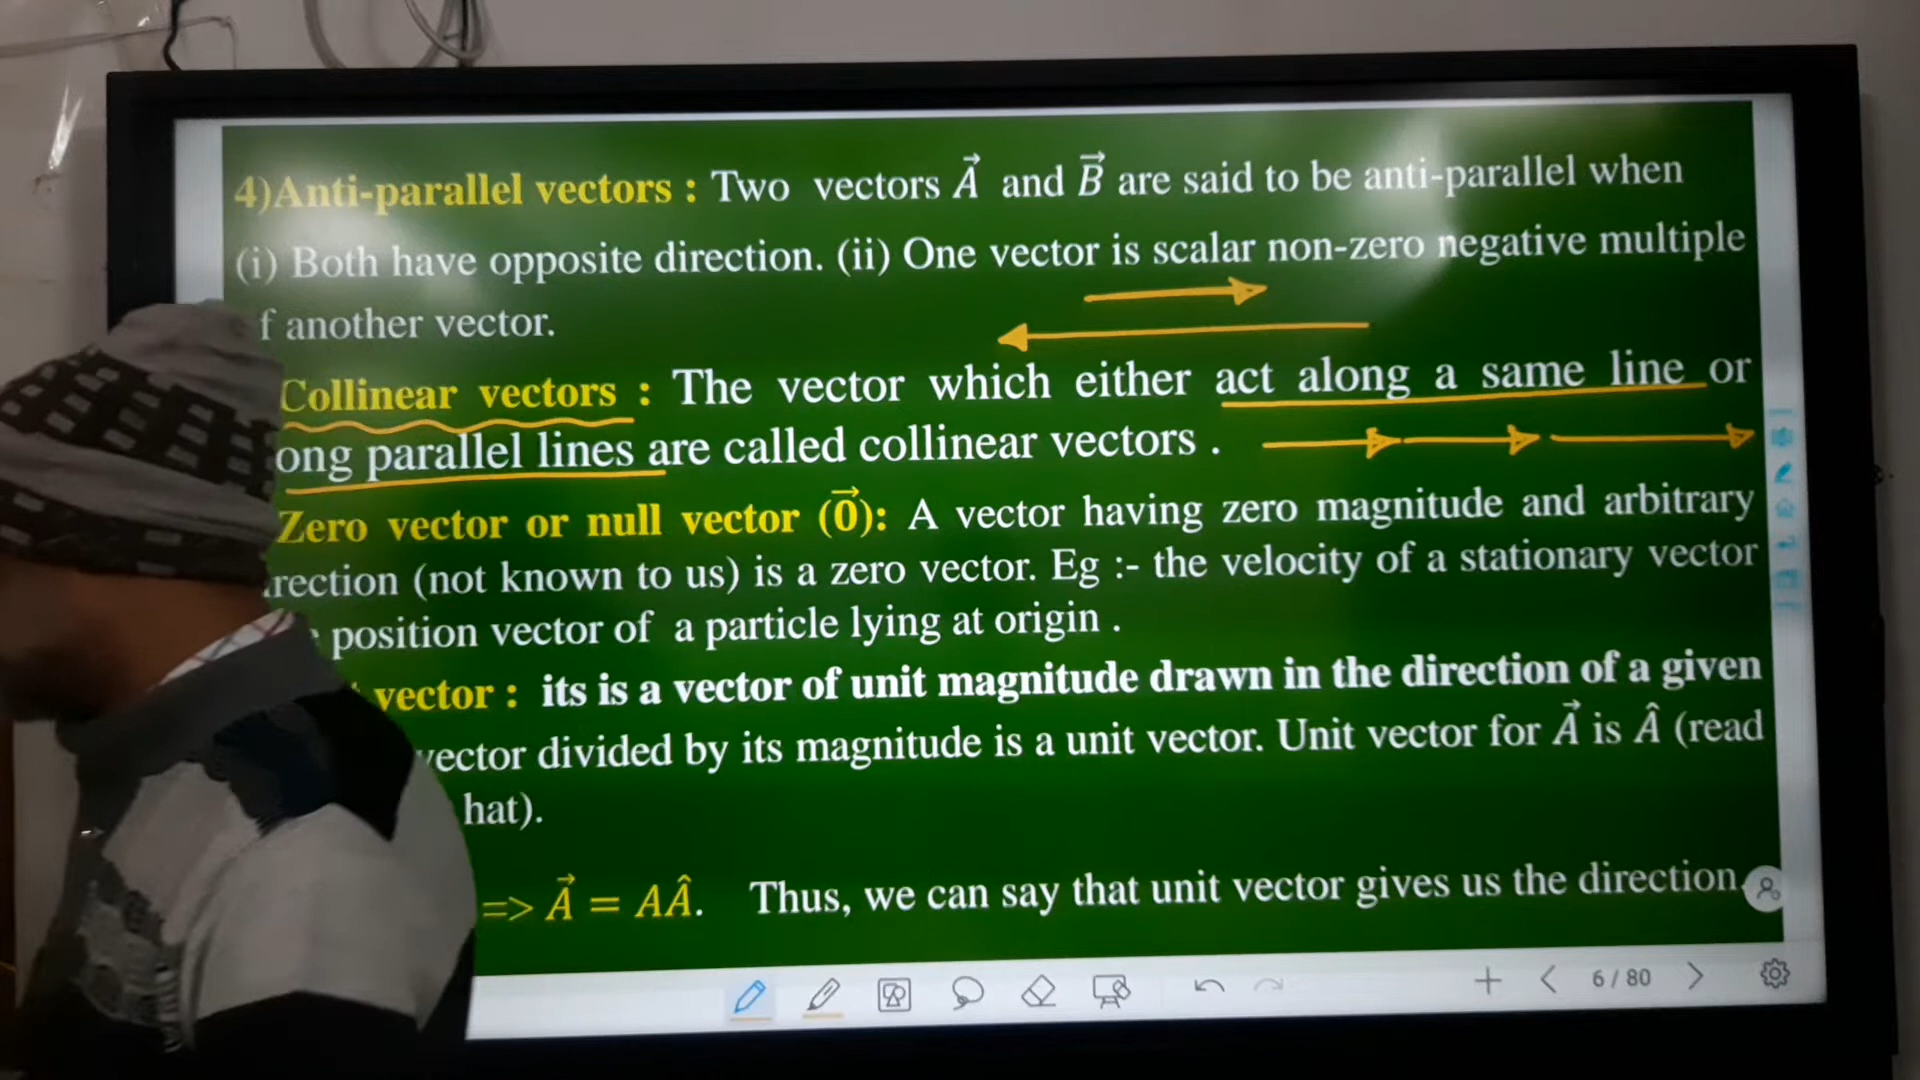 4)Anti-parallel vectors : Two vectors A⃗ and B⃗ are said to be anti-parallel when
(i) Both have opposite direction. (ii) One vector is scalar non-zero negative multiple
f another vector.
Collinear vectors : The vector which either act along a same line or
ong parallel lines are called collinear vectors .
Zero vector or null vector (0⃗): A vector having zero magnitude and arbitrary
rection (not known to us) is a zero vector. Eg :- the velocity of a stationary vector
position vector of a particle lying at origin .
vector : its is a vector of unit magnitude drawn in the direction of a given
vector divided by its magnitude is a unit vector. Unit vector for A⃗ is Â (read
hat).
=> A⃗ = AÂ. Thus, we can say that unit vector gives us the direction.
6 / 80